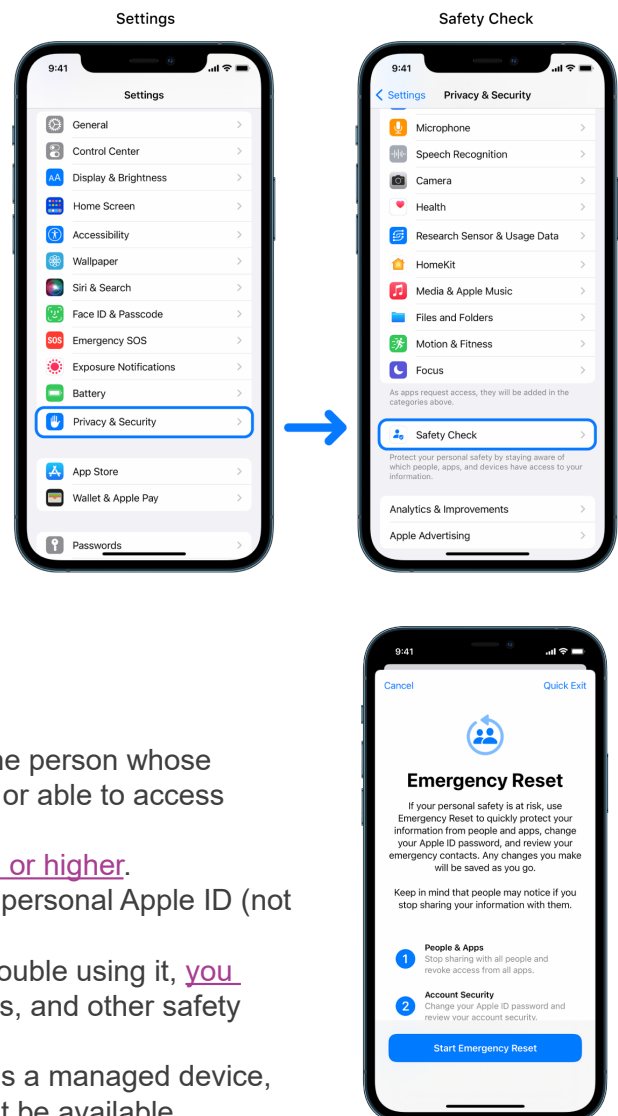 Settings
Safety Check
9:41
Settings
General
Control Center
AA Display & Brightness
Home Screen
Accessibility
Wallpaper
Siri & Search
Face ID & Passcode
SOS Emergency SOS
Exposure Notifications
Battery
Privacy & Security
App Store
Wallet & Apple Pay
Passwords
9:41
Settings Privacy & Security
Microphone
Speech Recognition
Camera
Health
Research Sensor & Usage Data
HomeKit
Media & Apple Music
Files and Folders
Motion & Fitness
Focus
As apps request access, they will be added in the
categories above.
Safety Check
Protect your personal safety by staying aware of
which people, apps, and devices have access to your
information.
Analytics & Improvements
Apple Advertising
person whose
or able to access
or higher.
personal Apple ID (not
using it, you
and other safety
a managed device,
be available
9:41
Cancel Quick Exit
Emergency Reset
If your personal safety is at risk, use
Emergency Reset to quickly protect your
information from people and apps, change
your Apple ID password, and review your
emergency contacts. Any changes you make
will be saved as you go.
Keep in mind that people may notice if you
stop sharing your information with them.
1 People & Apps
Stop sharing with all people and
revoke access from all apps.
2 Account Security
Change your Apple ID password and
review your account security.
Start Emergency Reset